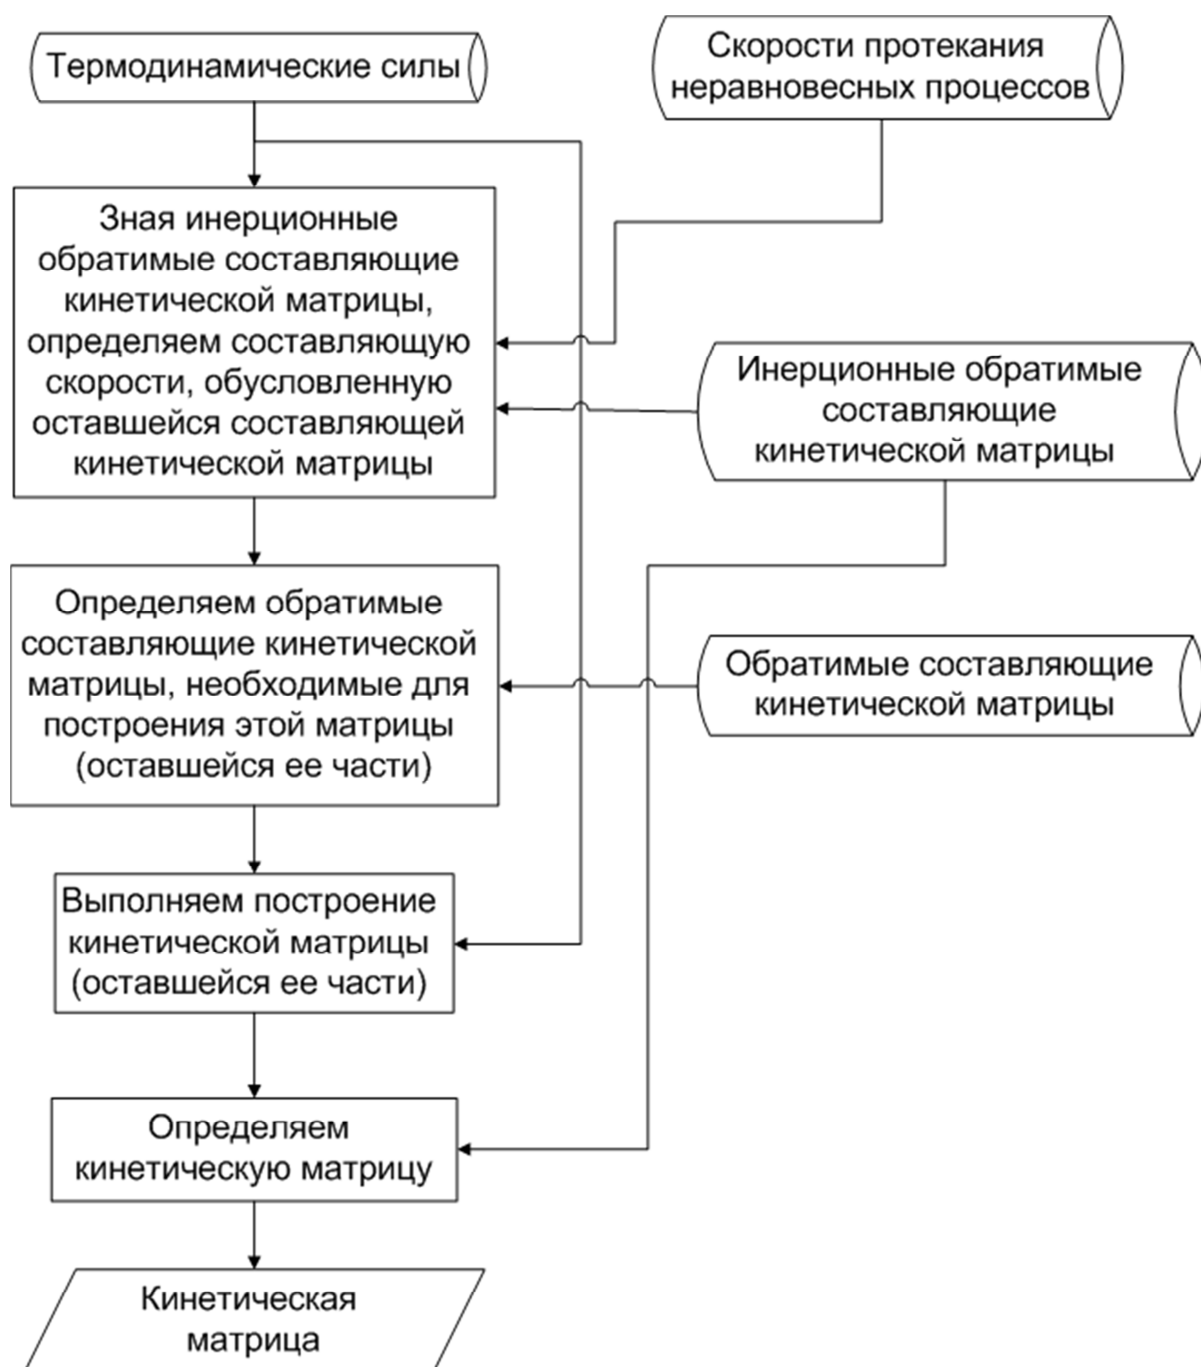 Термодинамические силы
Скорости протекания
неравновесных процессов
Зная инерционные
обратимые составляющие
кинетической матрицы,
определяем составляющую
скорости, обусловленную
оставшейся составляющей
кинетической матрицы
Инерционные обратимые
составляющие
кинетической матрицы
Определяем обратимые
составляющие кинетической
матрицы, необходимые для
построения этой матрицы
(оставшейся ее части)
Обратимые составляющие
кинетической матрицы
Выполняем построение
кинетической матрицы
(оставшейся ее части)
Определяем
кинетическую матрицу
Кинетическая
матрица